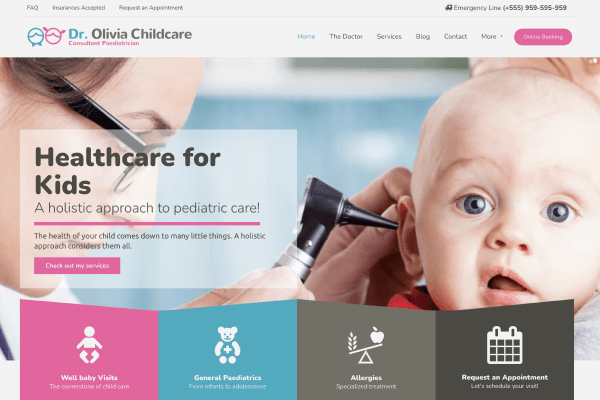 FAQ Insurances Accepted Request an Appointment Emergency Line (+555) 959-595-959
Dr. Olivia Childcare
Consultant Paediatrician
Home The Doctor Services Blog Contact More Online Booking
Healthcare for
Kids
A holistic approach to pediatric care!
The health of your child comes down to many little things. A holistic
approach considers them all.
Check out my services
Well baby Visits
The cornerstone of child care
General Paediatrics
From infants to adolescence
Allergies
Specialized treatment
Request an Appointment
Let's schedule your visit!